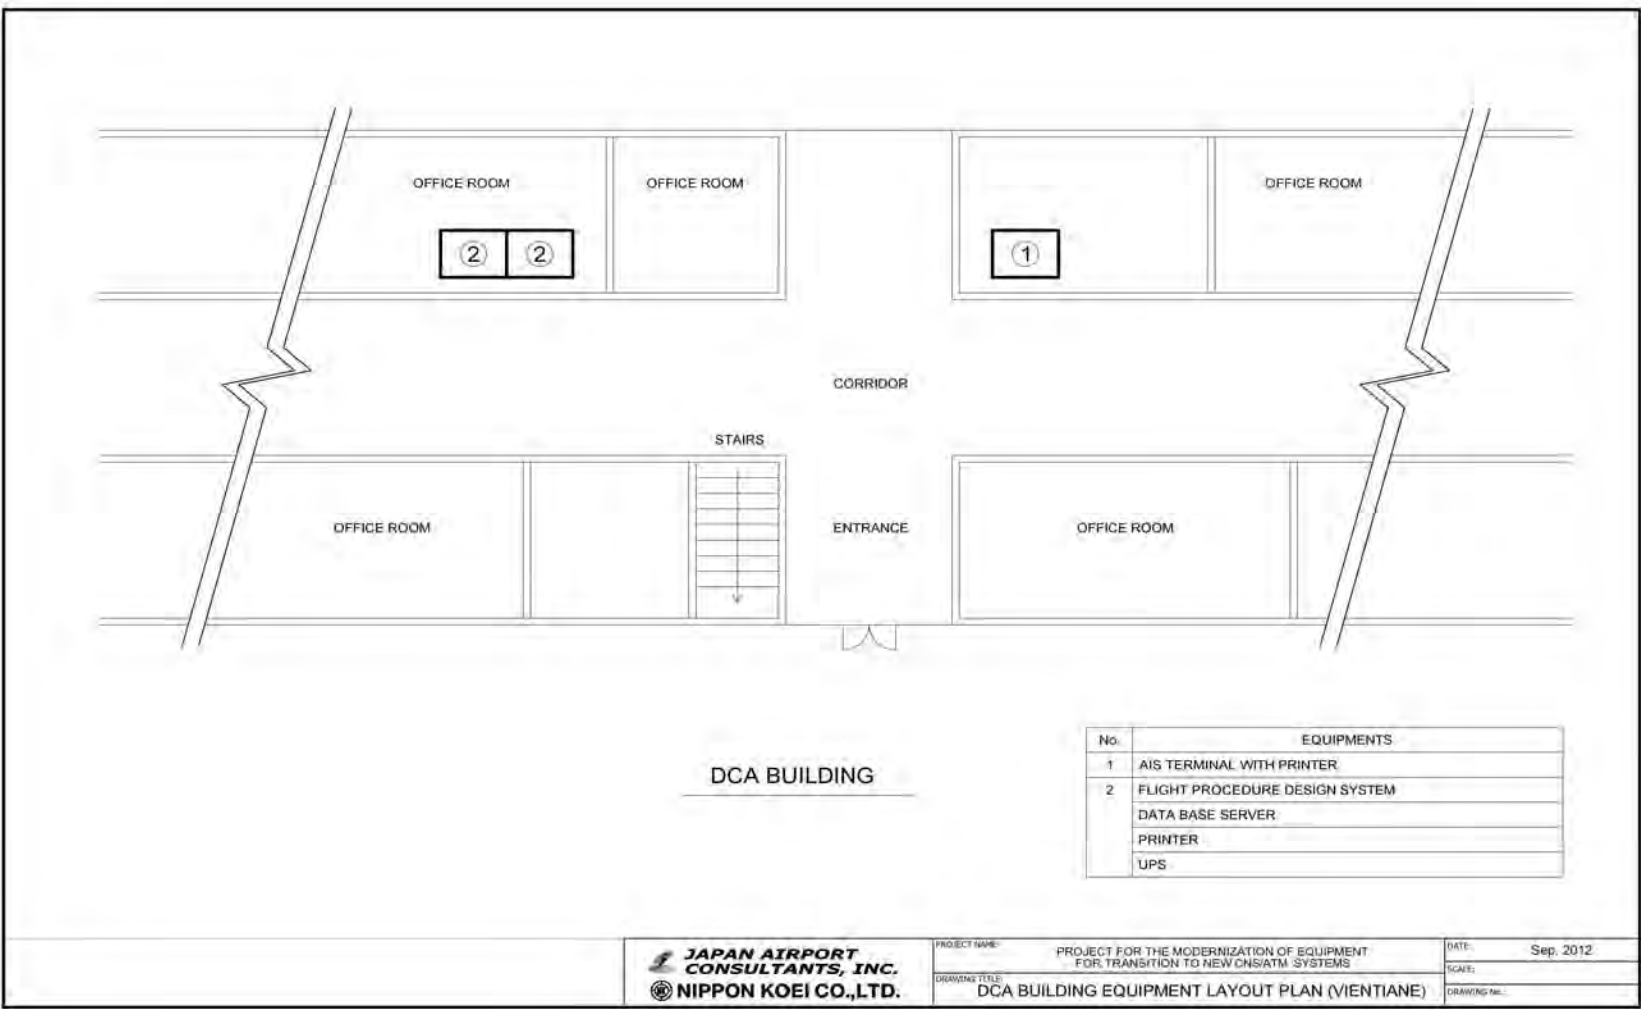 OFFICE ROOM
OFFICE ROOM
OFFICE ROOM
2 2
1
CORRIDOR
STAIRS
OFFICE ROOM
ENTRANCE
OFFICE ROOM
DCA BUILDING
No. EQUIPMENTS
1 AIS TERMINAL WITH PRINTER
2 FLIGHT PROCEDURE DESIGN SYSTEM
DATA BASE SERVER
PRINTER
UPS
JAPAN AIRPORT
CONSULTANTS, INC.
NIPPON KOEI CO.,LTD.
PROJECT NAME:
PROJECT FOR THE MODERNIZATION OF EQUIPMENT
FOR TRANSITION TO NEW CNS/ATM SYSTEMS
DRAWING TITLE:
DCA BUILDING EQUIPMENT LAYOUT PLAN (VIENTIANE)
DATE: Sep. 2012
SCALE:
DRAWING No.: